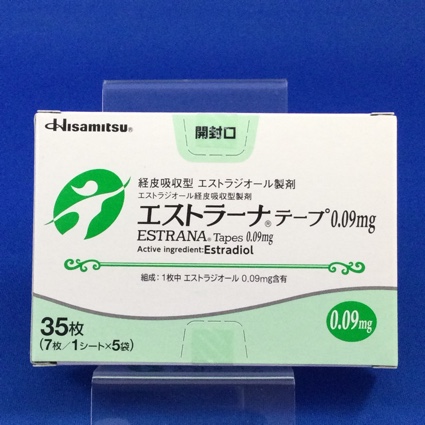 Hisamitsu®
開封口
経皮吸収型 エストラジオール製剤
エストラジオール経皮吸収型製剤
エストラーナ®テープ0.09mg
ESTRANA® Tapes 0.09mg
Active ingredient:Estradiol
組成:1枚中 エストラジオール 0.09mg含有
35枚
(7枚/1シート×5袋)
0.09mg